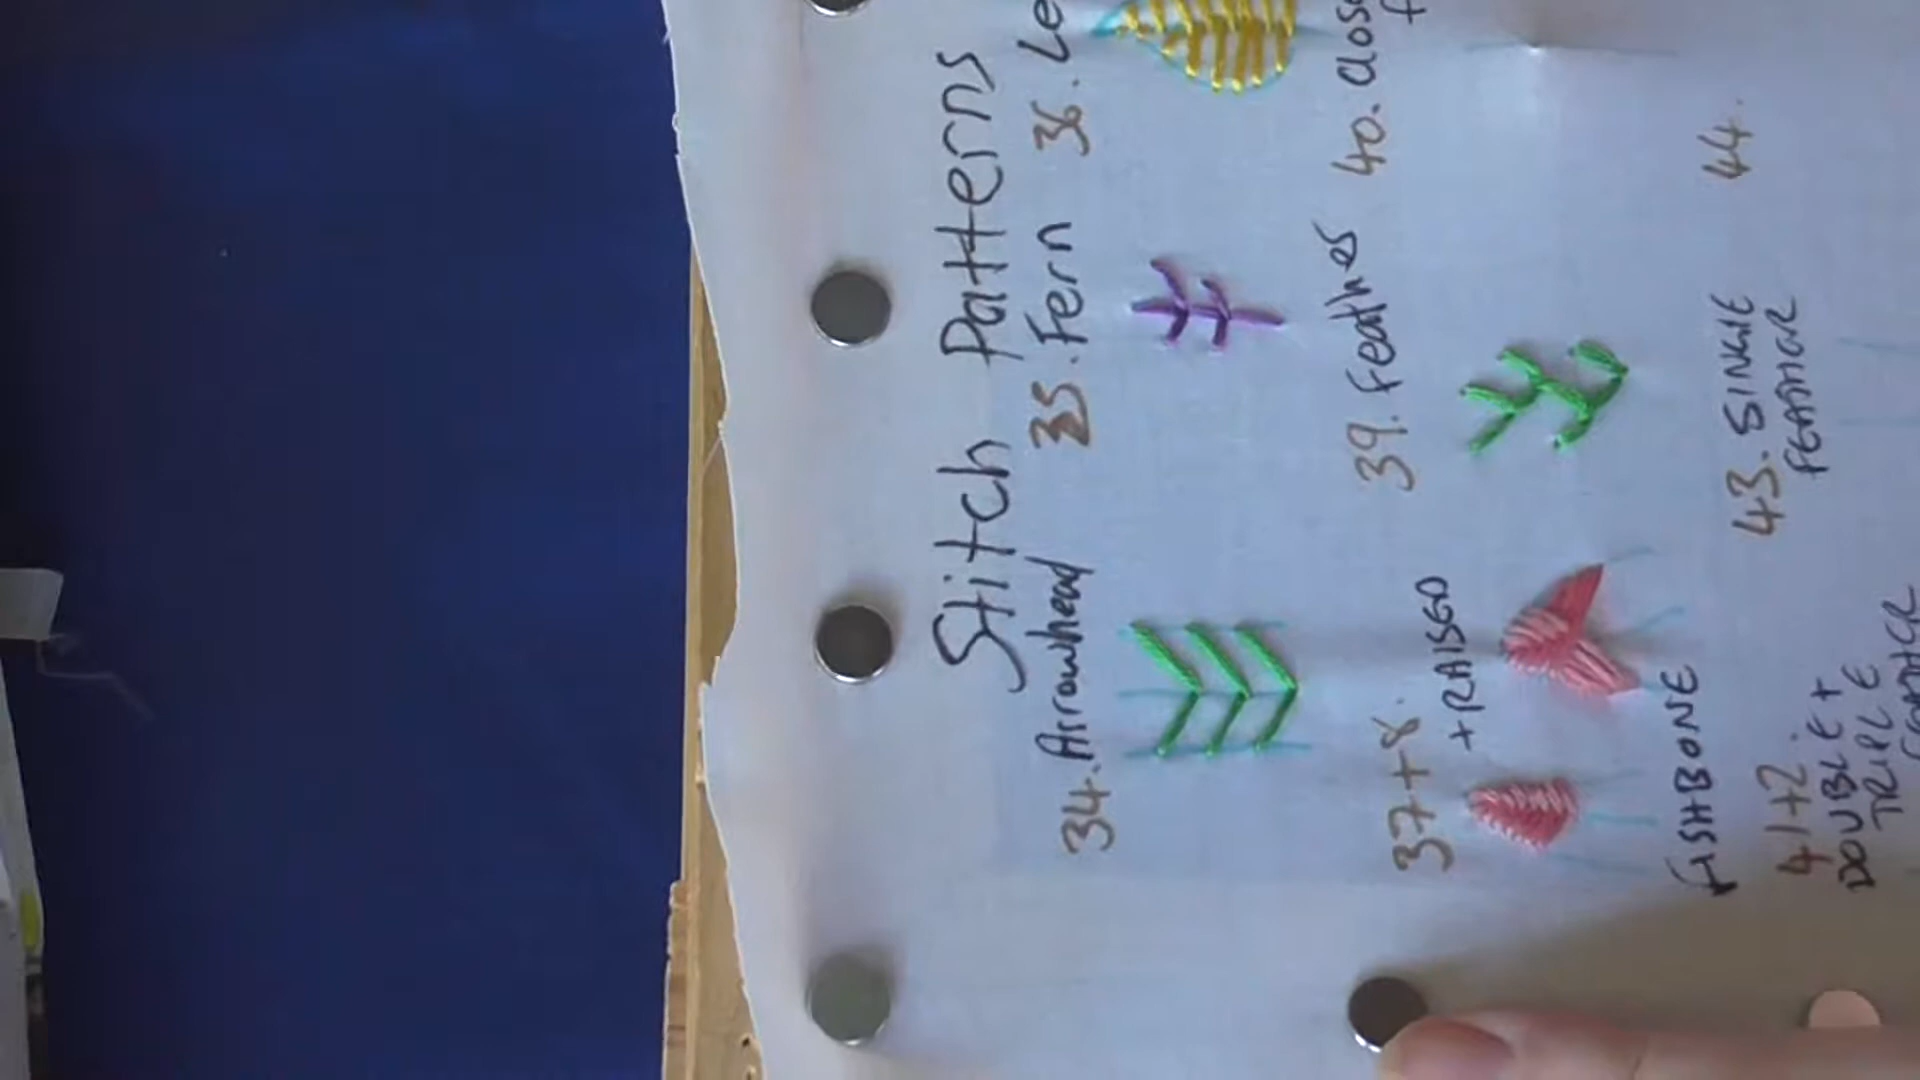 Stitch Patterns
34. Arrowhead
35. Fern
36. Le
37+8.
+RAISED
FISHBONE
39. Feather
40. Close
41+2.
DOUBLE +
TRIPLE
FEATHER
43. SINGLE
FEATHER
44.